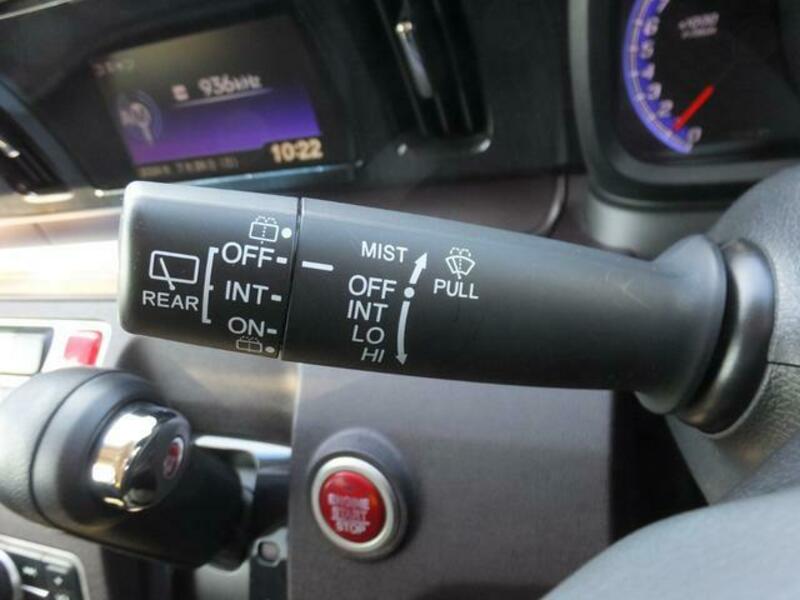 936kHz
10:22
OFF
INT
ON
REAR
MIST
OFF
INT
LO
HI
PULL
ENGINE
START
STOP